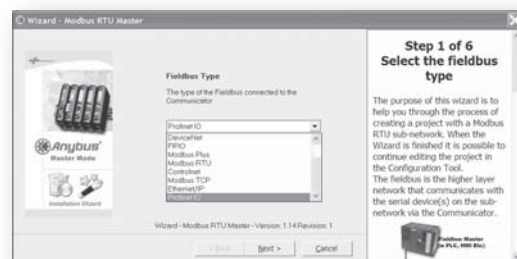 Wizard - Modbus RTU Master
Anybus®
Master Mode
Installation Wizard
Fieldbus Type
The type of the Fieldbus connected to the
Communicator
Profinet IO
DeviceNet
FIPIO
Modbus Plus
Modbus RTU
Controlnet
Modbus TCP
Ethernet/IP
Profinet IO
Wizard - Modbus RTU Master - Version: 1.14 Revision: 1
Next >
Cancel
Step 1 of 6
Select the fieldbus
type
The purpose of this wizard is to
help you through the process of
creating a project with a Modbus
RTU sub-network. When the
Wizard is finished it is possible to
continue editing the project in
the Configuration Tool.
The fieldbus is the higher layer
network that communicates with
the serial device(s) on the sub-
network via the Communicator.
Fieldbus Master
(ie PLC, HMI Etc)